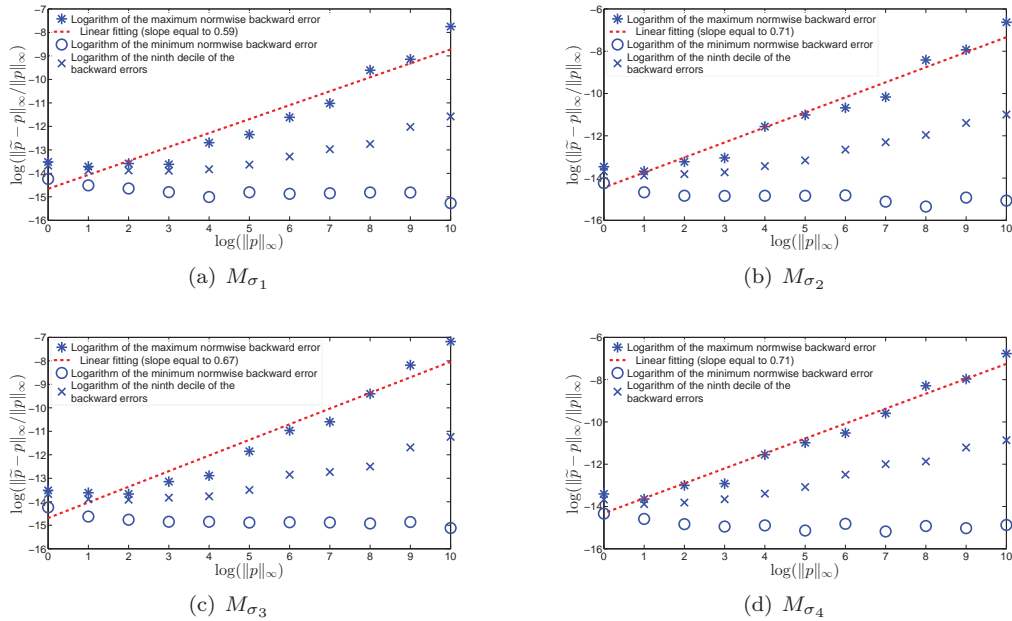 Logarithm of the maximum normwise backward error
Linear fitting (slope equal to 0.59)
Logarithm of the minimum normwise backward error
Logarithm of the ninth decile of the
backward errors
-7
-8
-9
-10
-11
-12
-13
-14
-15
-16
log(‖p̃ − p‖∞/‖p‖∞)
0 1 2 3 4 5 6 7 8 9 10
log(‖p‖∞)
(a) Mσ1
Logarithm of the maximum normwise backward error
Linear fitting (slope equal to 0.71)
Logarithm of the minimum normwise backward error
Logarithm of the ninth decile of the
backward errors
-6
-8
-10
-12
-14
-16
log(‖p̃ − p‖∞/‖p‖∞)
0 1 2 3 4 5 6 7 8 9 10
log(‖p‖∞)
(b) Mσ2
Logarithm of the maximum normwise backward error
Linear fitting (slope equal to 0.67)
Logarithm of the minimum normwise backward error
Logarithm of the ninth decile of the
backward errors
-7
-8
-9
-10
-11
-12
-13
-14
-15
-16
log(‖p̃ − p‖∞/‖p‖∞)
0 1 2 3 4 5 6 7 8 9 10
log(‖p‖∞)
(c) Mσ3
Logarithm of the maximum normwise backward error
Linear fitting (slope equal to 0.71)
Logarithm of the minimum normwise backward error
Logarithm of the ninth decile of the
backward errors
-6
-8
-10
-12
-14
-16
log(‖p̃ − p‖∞/‖p‖∞)
0 1 2 3 4 5 6 7 8 9 10
log(‖p‖∞)
(d) Mσ4